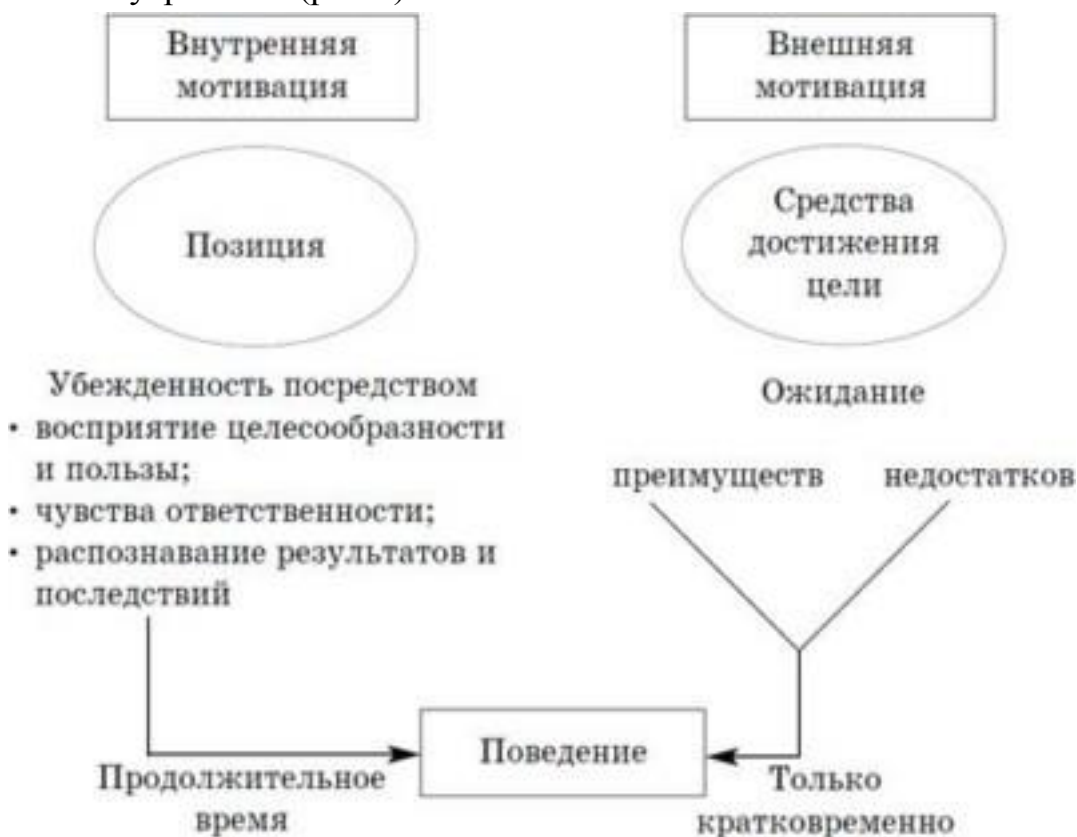 Внутренняя
мотивация
Внешняя
мотивация
Позиция
Средства
достижения
цели
Убежденность посредством
• восприятие целесообразности
и пользы;
• чувства ответственности;
• распознавание результатов и
последствий
Ожидание
преимуществ
недостатков
Поведение
Продолжительное
время
Только
кратковременно